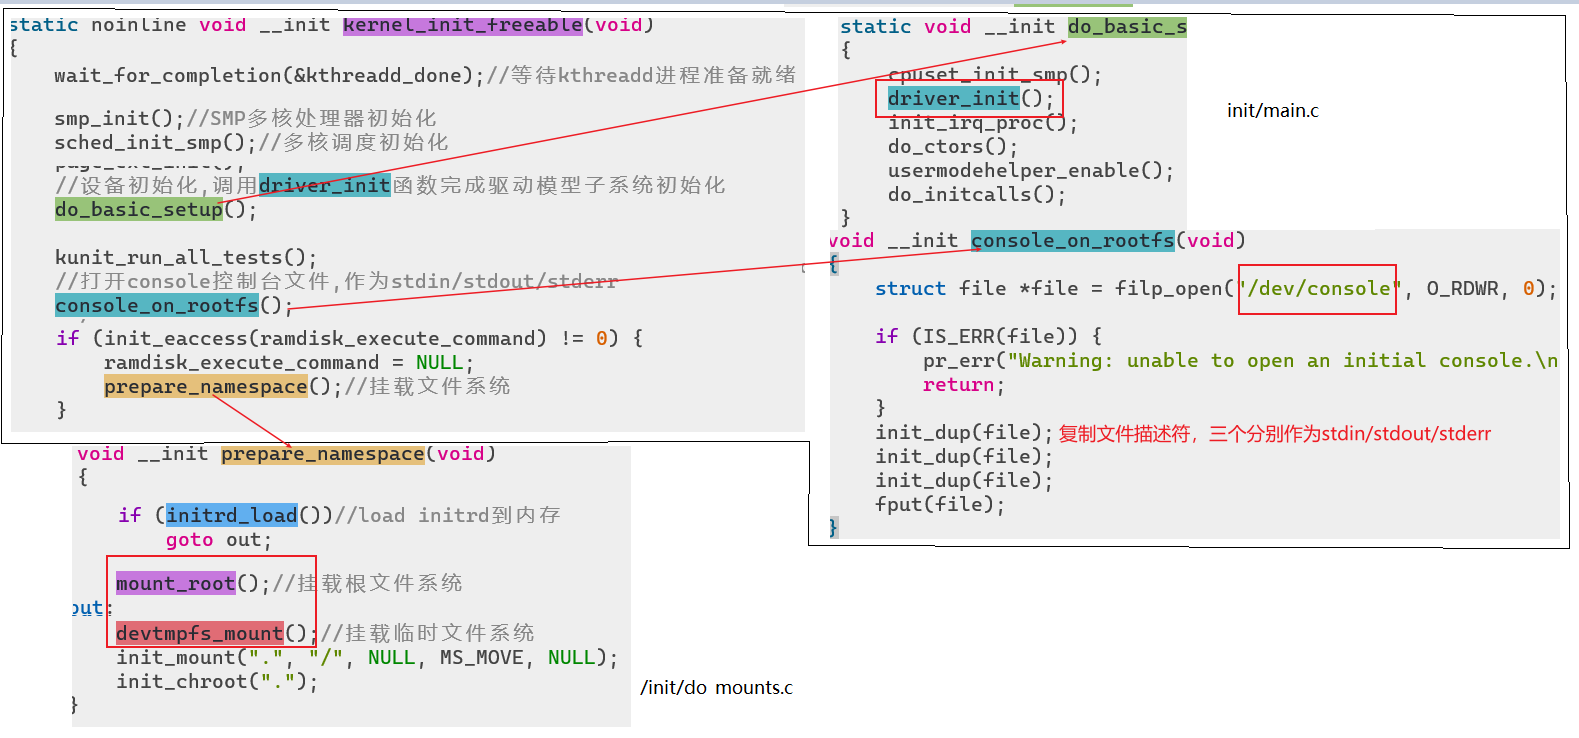 static noinline void __init kernel_init_freeable(void)
{
wait_for_completion(&kthreadd_done);//等待kthreadd进程准备就绪
smp_init();//SMP多核处理器初始化
sched_init_smp();//多核调度初始化
page_ext_init();
//设备初始化,调用driver_init函数完成驱动模型子系统初始化
do_basic_setup();
kunit_run_all_tests();
//打开console控制台文件,作为stdin/stdout/stderr
console_on_rootfs();
if (init_eaccess(ramdisk_execute_command) != 0) {
ramdisk_execute_command = NULL;
prepare_namespace();//挂载文件系统
}
static void __init do_basic_s
{
cpuset_init_smp();
driver_init();
init_irq_proc();
do_ctors();
usermodehelper_enable();
do_initcalls();
}
init/main.c
void __init console_on_rootfs(void)
{
struct file *file = filp_open("/dev/console", O_RDWR, 0);
if (IS_ERR(file)) {
pr_err("Warning: unable to open an initial console.\n
return;
}
init_dup(file); 复制文件描述符，三个分别作为stdin/stdout/stderr
init_dup(file);
init_dup(file);
fput(file);
}
void __init prepare_namespace(void)
{
if (initrd_load())//load initrd到内存
goto out;
mount_root();//挂载根文件系统
out:
devtmpfs_mount();//挂载临时文件系统
init_mount(".", "/", NULL, MS_MOVE, NULL);
init_chroot(".");
}
/init/do_mounts.c